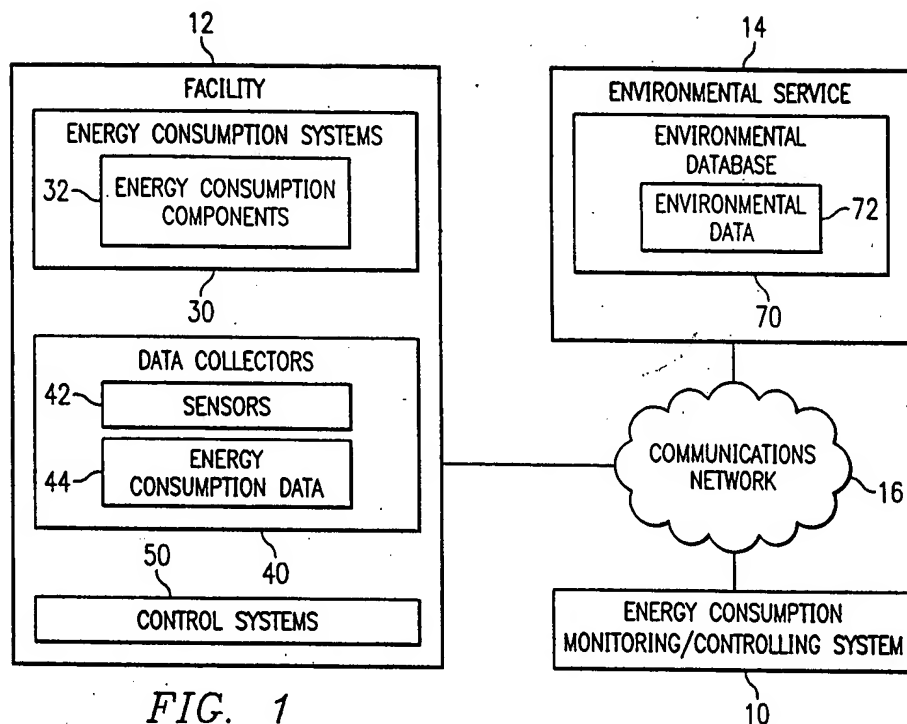 12
FACILITY
ENERGY CONSUMPTION SYSTEMS
32
ENERGY CONSUMPTION
COMPONENTS
30
DATA COLLECTORS
42
SENSORS
44
ENERGY
CONSUMPTION DATA
40
50
CONTROL SYSTEMS
14
ENVIRONMENTAL SERVICE
ENVIRONMENTAL
DATABASE
ENVIRONMENTAL
DATA
72
70
COMMUNICATIONS
NETWORK
16
ENERGY CONSUMPTION
MONITORING/CONTROLLING SYSTEM
10
FIG. 1